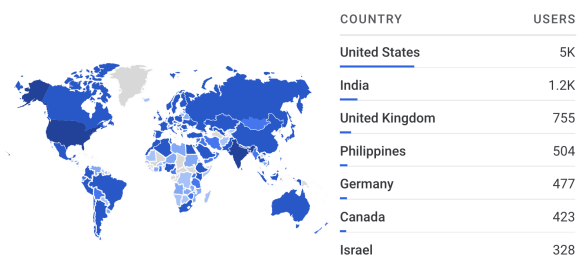 COUNTRY USERS
United States 5K
India 1.2K
United Kingdom 755
Philippines 504
Germany 477
Canada 423
Israel 328